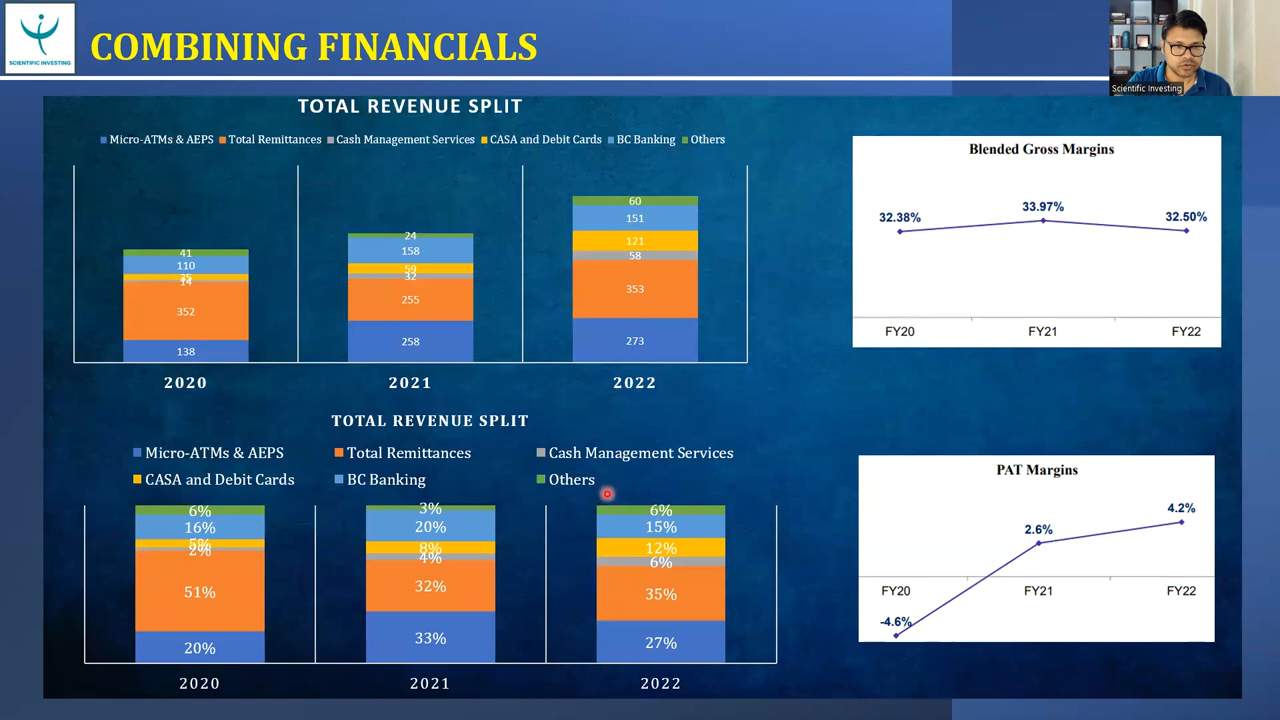 SCIENTIFIC INVESTING
COMBINING FINANCIALS
Scientific Investing
TOTAL REVENUE SPLIT
Micro-ATMs & AEPS Total Remittances Cash Management Services CASA and Debit Cards BC Banking Others
41
110
35
14
352
138
24
158
59
32
255
258
60
151
121
58
353
273
2020 2021 2022
TOTAL REVENUE SPLIT
Micro-ATMs & AEPS Total Remittances Cash Management Services
CASA and Debit Cards BC Banking Others
6%
16%
5%
2%
51%
20%
3%
20%
8%
4%
32%
33%
6%
15%
12%
6%
35%
27%
2020 2021 2022
Blended Gross Margins
32.38% 33.97% 32.50%
FY20 FY21 FY22
PAT Margins
-4.6% 2.6% 4.2%
FY20 FY21 FY22